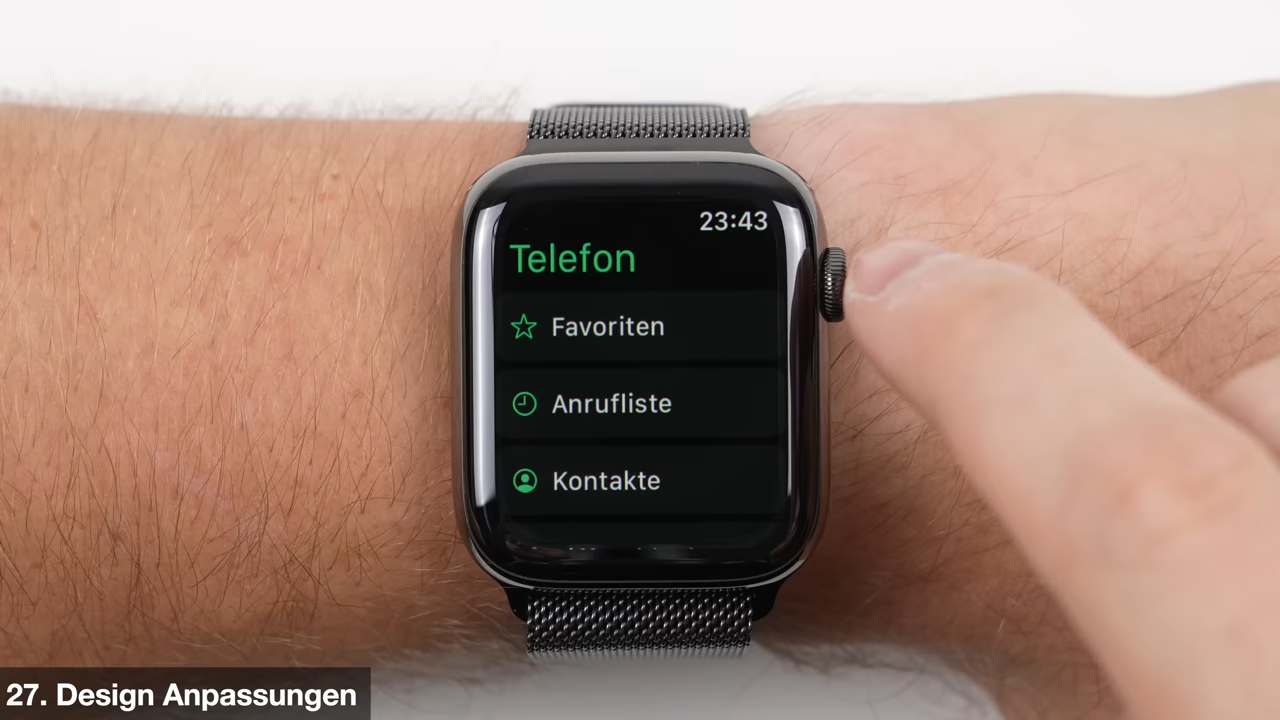 23:43
Telefon
Favoriten
Anrufliste
Kontakte
27. Design Anpassungen